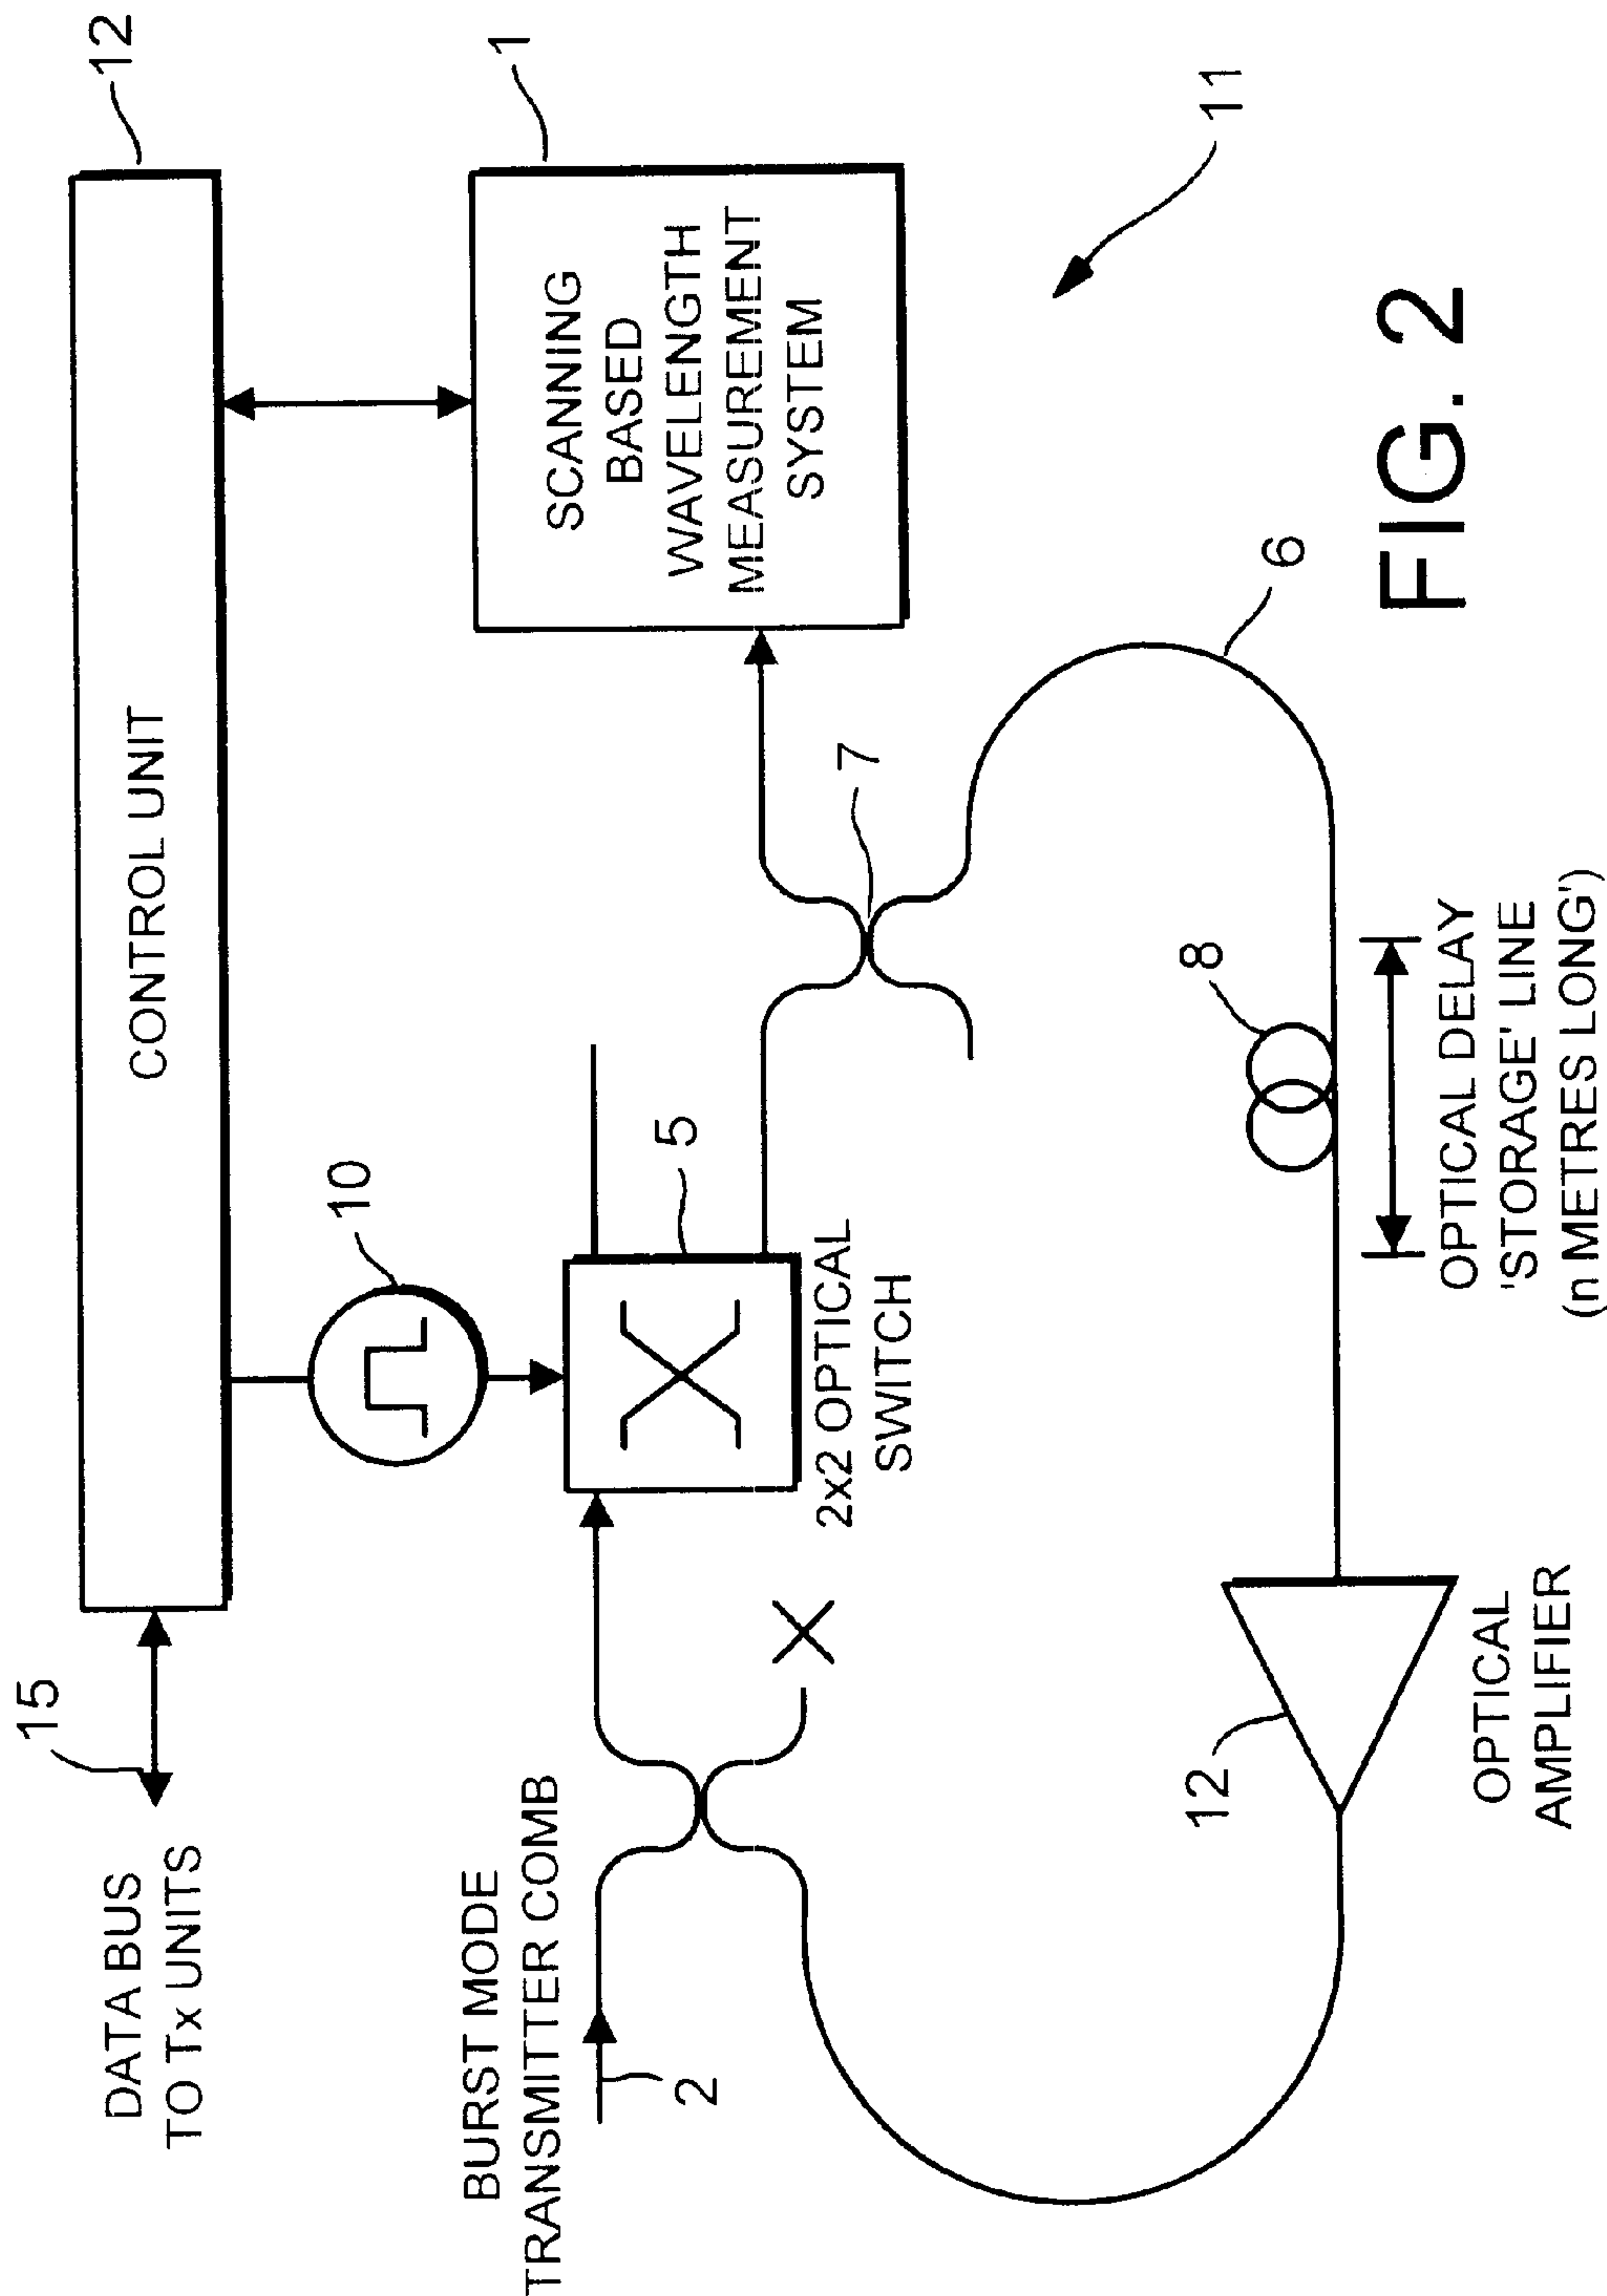 DATA BUS
TO Tx UNITS
15
CONTROL UNIT
12
10
BURST MODE
TRANSMITTER COMB
2
5
2x2 OPTICAL
SWITCH
7
SCANNING
BASED
WAVELENGTH
MEASUREMENT
SYSTEM
1
11
6
8
OPTICAL DELAY
'STORAGE' LINE
(n METRES LONG')
12
OPTICAL
AMPLIFIER
FIG. 2